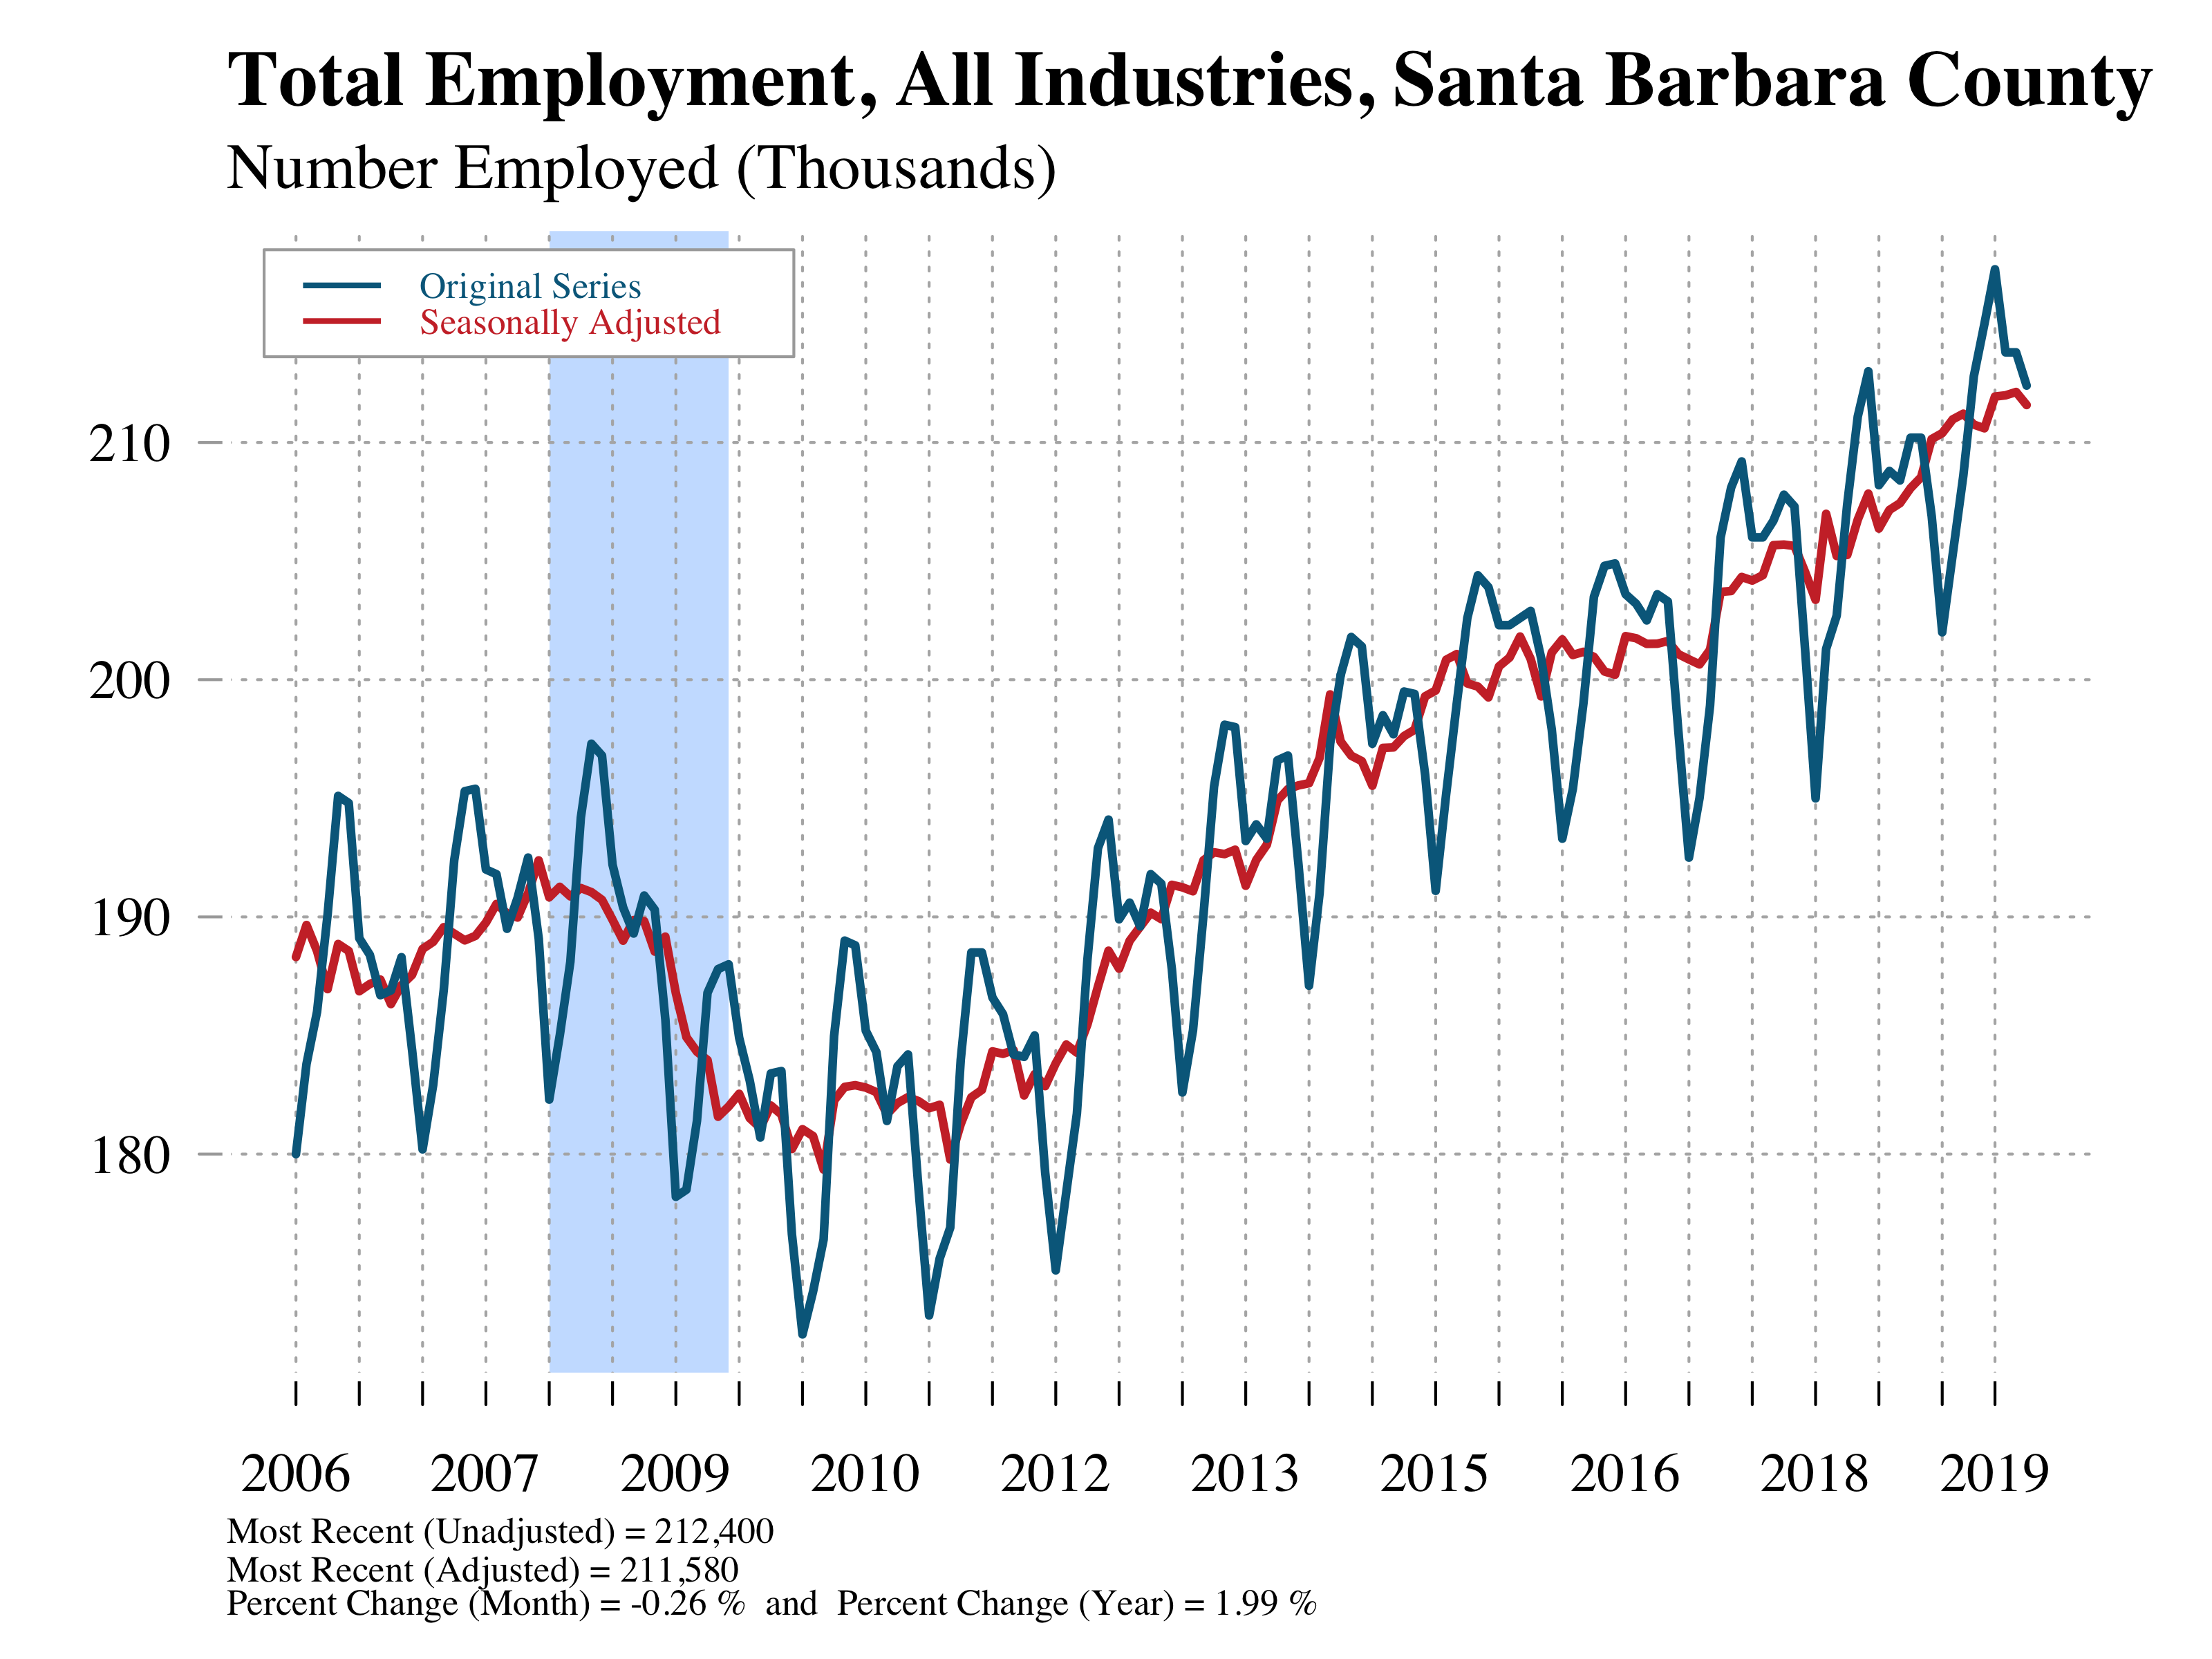 Total Employment, All Industries, Santa Barbara County
Number Employed (Thousands)
Original Series
Seasonally Adjusted
210
200
190
180
2006 2007 2009 2010 2012 2013 2015 2016 2018 2019
Most Recent (Unadjusted) = 212,400
Most Recent (Adjusted) = 211,580
Percent Change (Month) = -0.26 % and Percent Change (Year) = 1.99 %